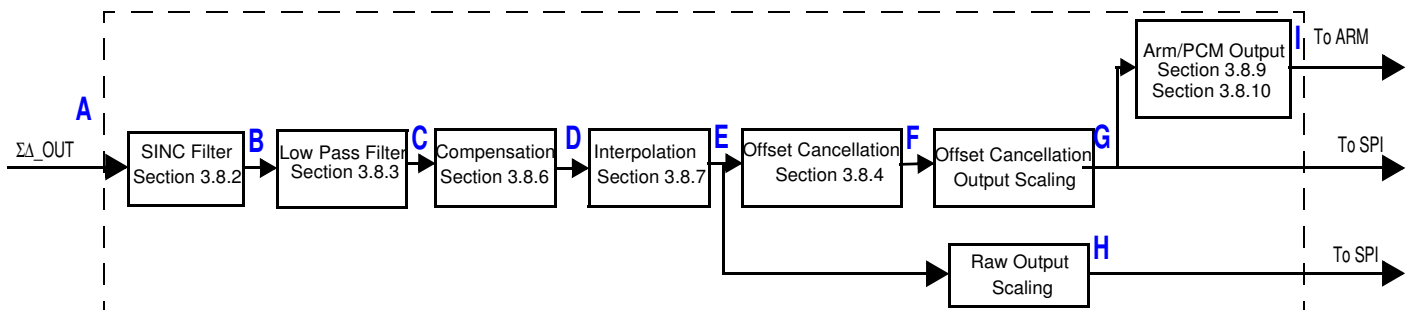 I
To ARM
Arm/PCM Output
Section 3.8.9
Section 3.8.10
A
ΣΔ_OUT
SINC Filter
Section 3.8.2
B
Low Pass Filter
Section 3.8.3
C
Compensation
Section 3.8.6
D
Interpolation
Section 3.8.7
E
Offset Cancellation
Section 3.8.4
F
Offset Cancellation
Output Scaling
G
To SPI
Raw Output
Scaling
H
To SPI